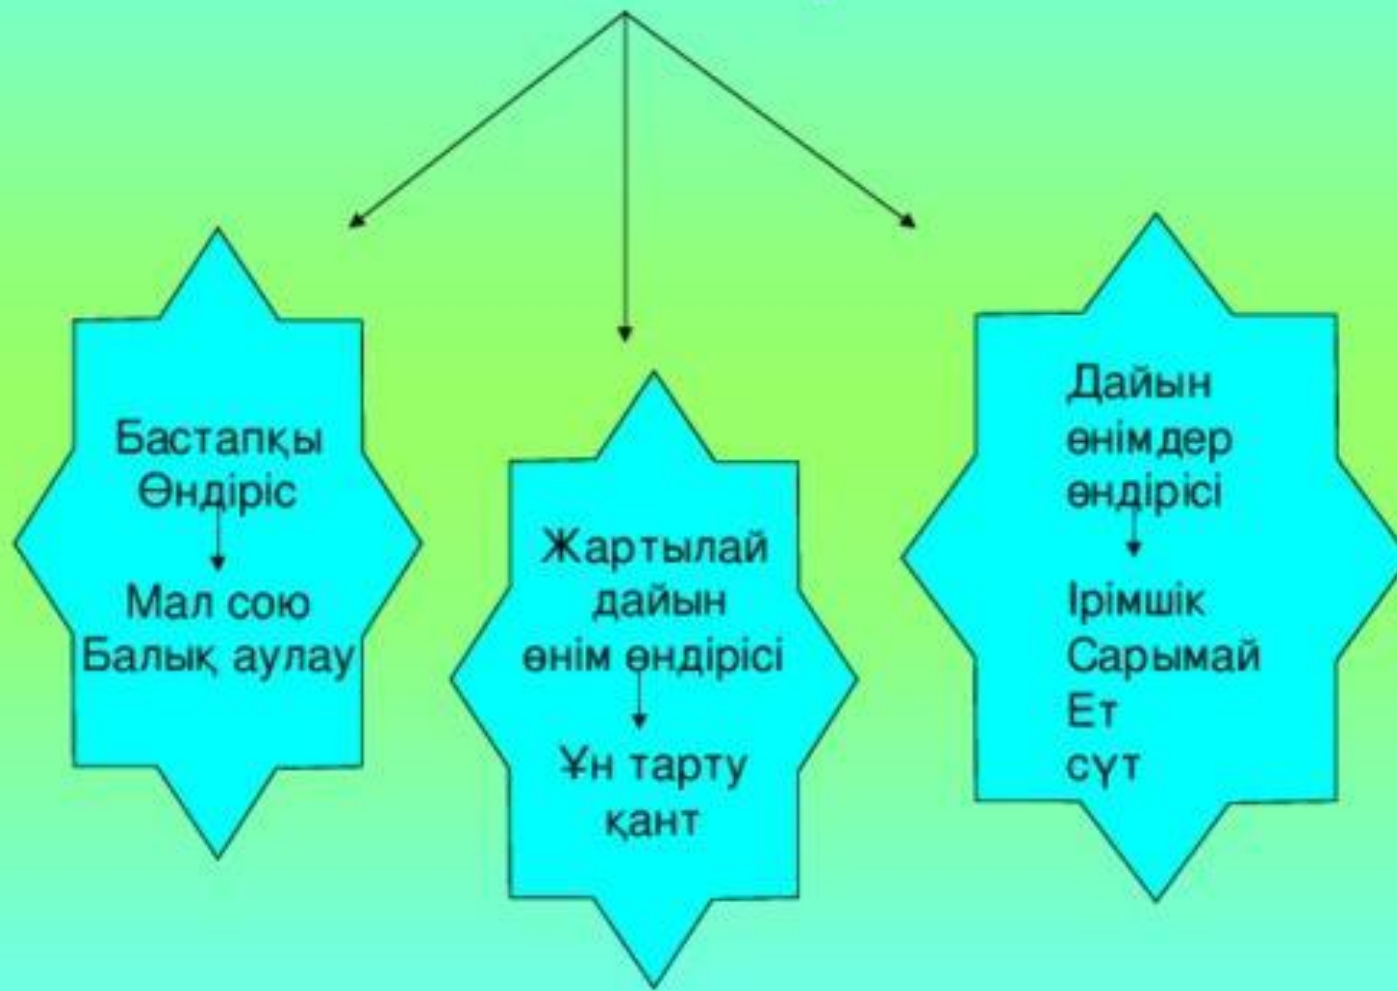 Бастапқы
Өндіріс
Мал сою
Балық аулау
Жартылай
дайын
өнім өндірісі
Ұн тарту
қант
Дайын
өнімдер
өндірісі
Ірімшік
Сарымай
Ет
сүт